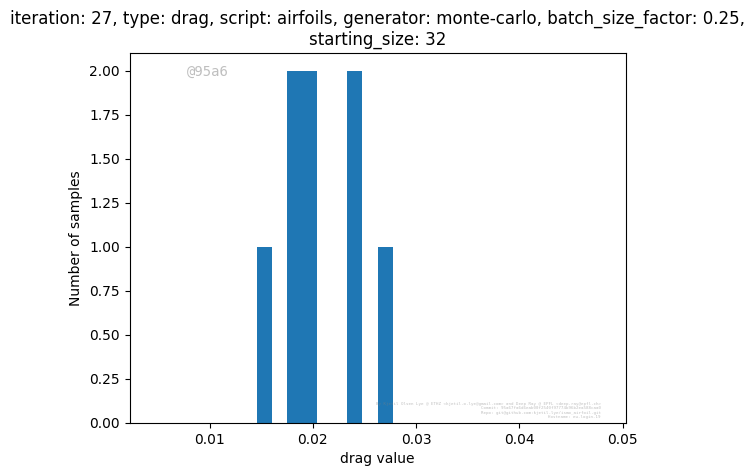 iteration: 27, type: drag, script: airfoils, generator: monte-carlo, batch_size_factor: 0.25,
starting_size: 32
@95a6
2.00
1.75
1.50
1.25
1.00
0.75
0.50
0.25
0.00
Number of samples
0.01
0.02
0.03
0.04
0.05
drag value